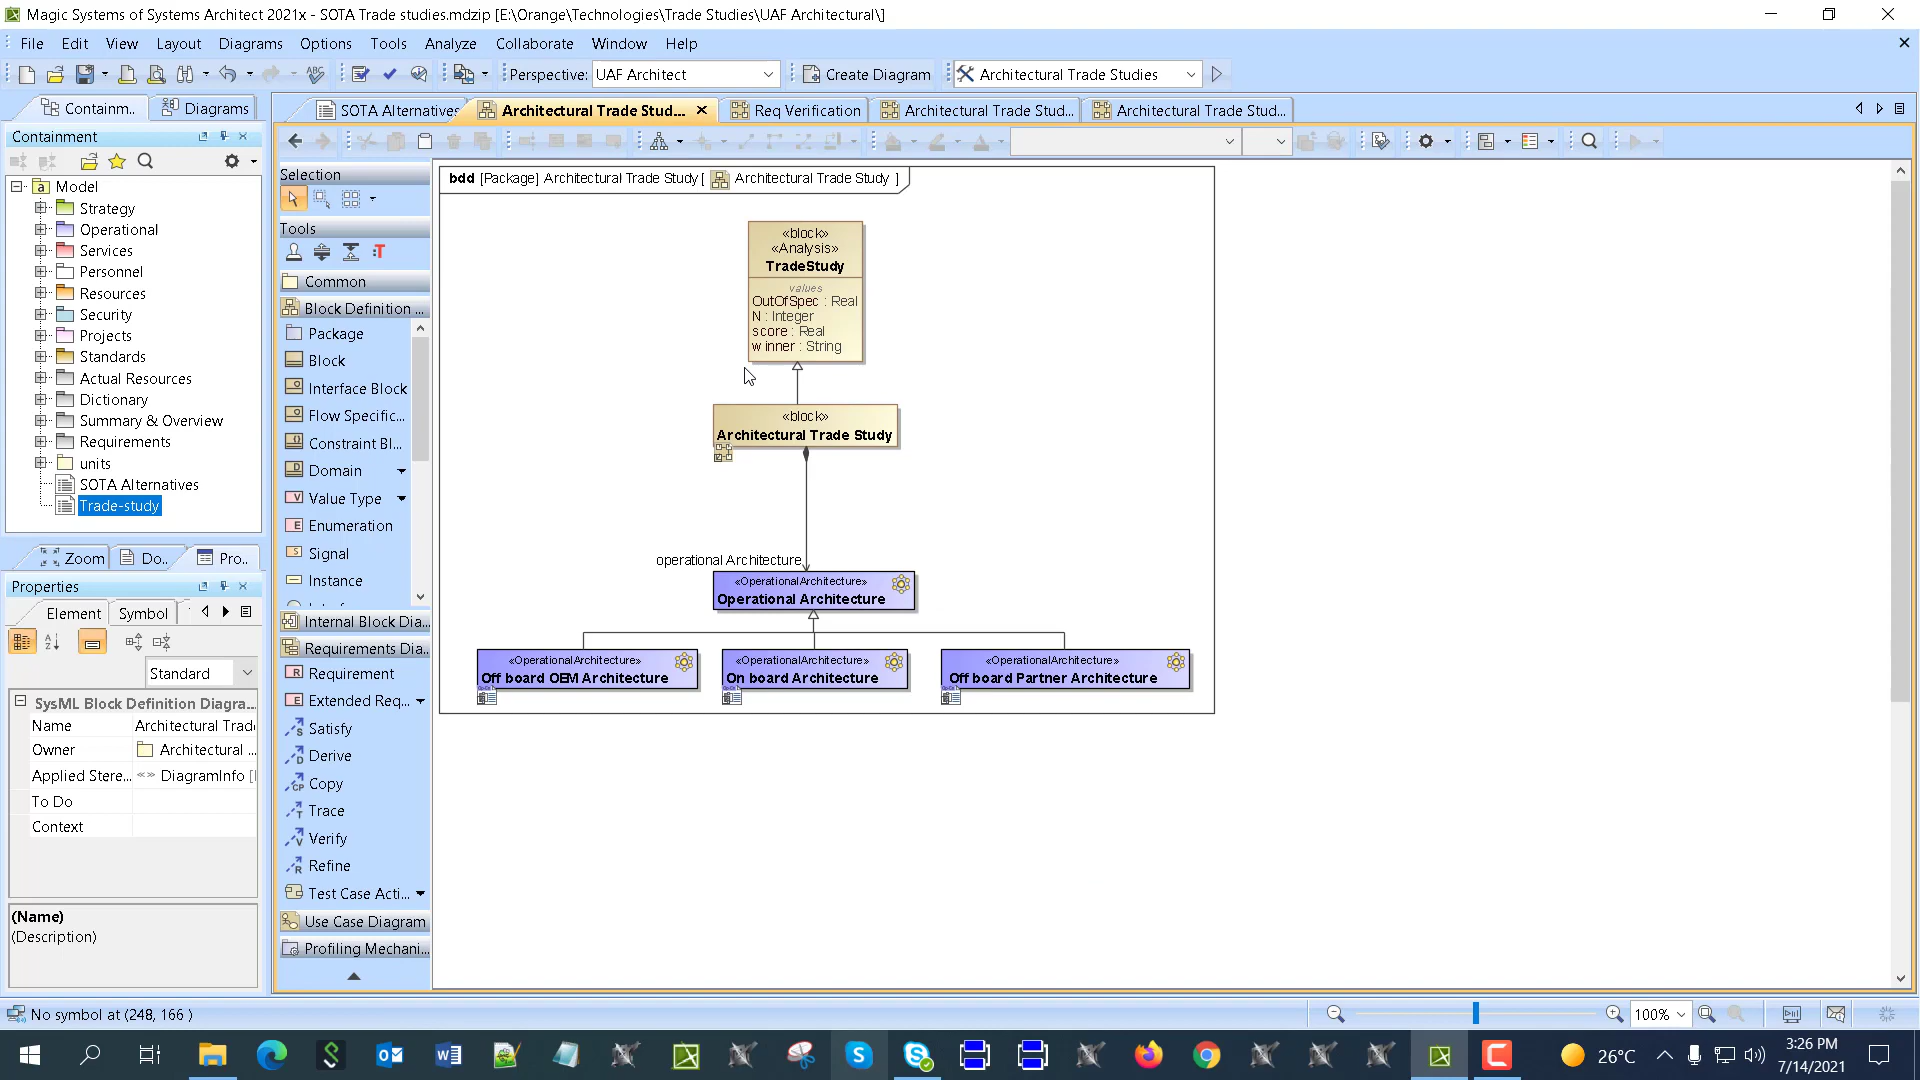 Magic Systems of Systems Architect 2021x - SOTA Trade studies.mdzip [E:\Orange\Technologies\Trade Studies\UAF Architectural\]
File Edit View Layout Diagrams Options Tools Analyze Collaborate Window Help
Perspective: UAF Architect Create Diagram Architectural Trade Studies
Containm.. Diagrams
SOTA Alternatives Architectural Trade Stud... Req Verification Architectural Trade Stud... Architectural Trade Stud...
Containment
Model
Strategy
Operational
Services
Personnel
Resources
Security
Projects
Standards
Actual Resources
Dictionary
Summary & Overview
Requirements
units
SOTA Alternatives
Trade-study
Zoom Do.. Pro..
Properties
Element Symbol
Standard
SysML Block Definition Diagra...
Name Architectural Trad
Owner Architectural ...
Applied Stere... «» DiagramInfo [
To Do
Context
(Name)
(Description)
Selection
Tools
Common
Block Definition ...
Package
Block
Interface Block
Flow Specific...
Constraint Bl...
Domain
Value Type
Enumeration
Signal
Instance
Internal Block Dia...
Requirements Dia..
Requirement
Extended Req...
Satisfy
Derive
Copy
Trace
Verify
Refine
Test Case Acti...
Use Case Diagram
Profiling Mechani...
bdd [Package] Architectural Trade Study [ Architectural Trade Study ]
«block»
«Analysis»
TradeStudy
values
OutOfSpec : Real
N : Integer
score : Real
winner : String
«block»
Architectural Trade Study
operational Architecture
«OperationalArchitecture»
Operational Architecture
«OperationalArchitecture»
Off board OEM Architecture
«OperationalArchitecture»
On board Architecture
«OperationalArchitecture»
Off board Partner Architecture
No symbol at (248, 166 )
100%
26°C
3:26 PM
7/14/2021